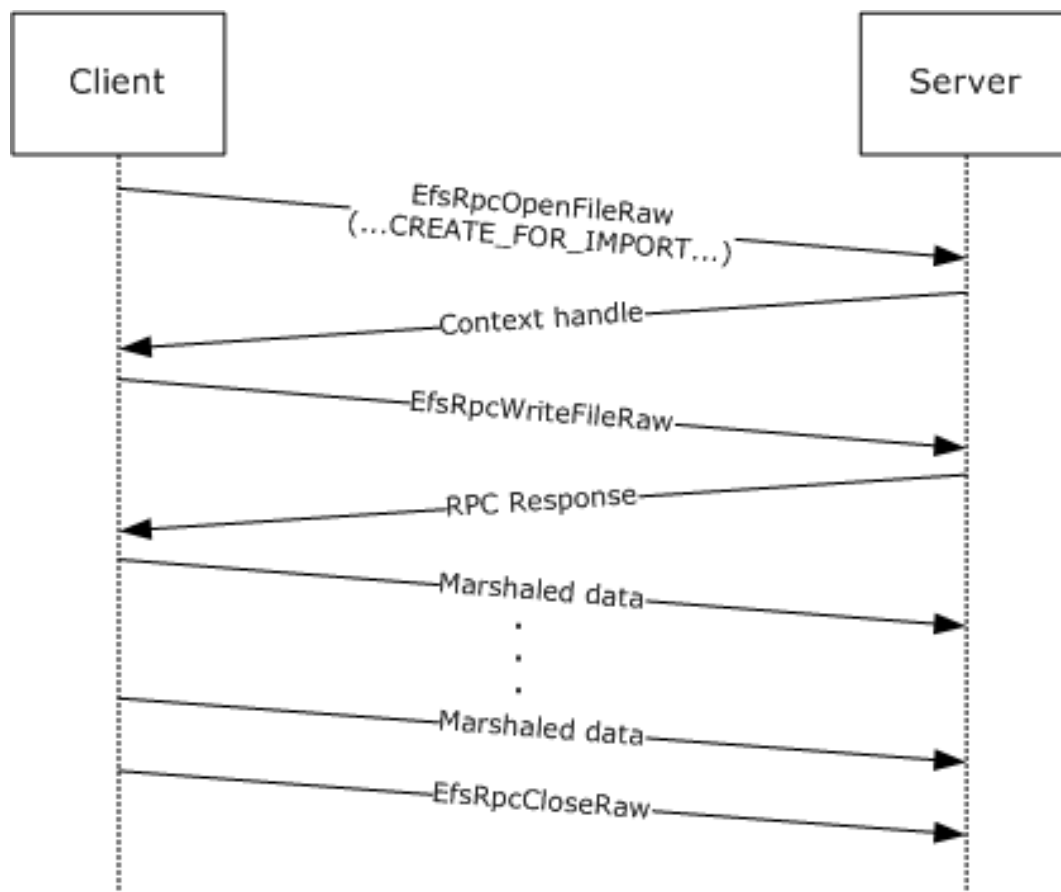 Client
Server
EfsRpcOpenFileRaw
(...CREATE_FOR_IMPORT...)
Context handle
EfsRpcWriteFileRaw
RPC Response
Marshaled data
.
.
.
Marshaled data
EfsRpcCloseRaw